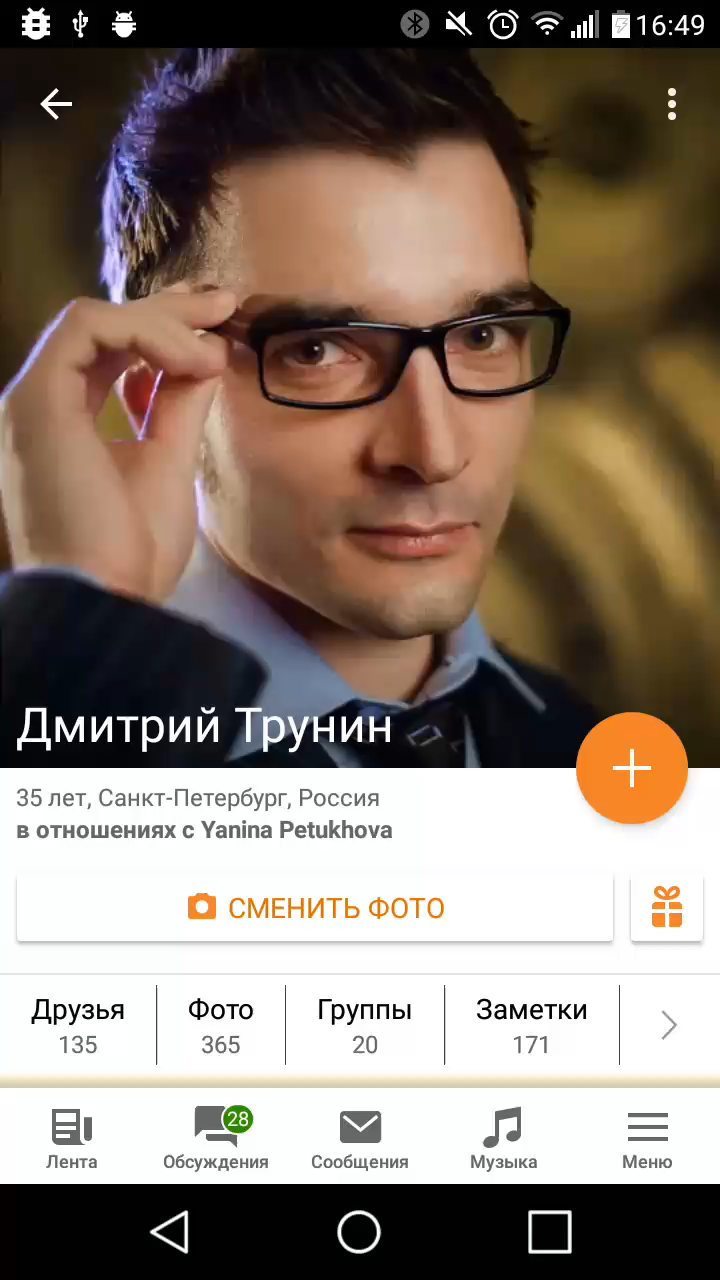 16:49
Дмитрий Трунин
35 лет, Санкт-Петербург, Россия
в отношениях с Yanina Petukhova
СМЕНИТЬ ФОТО
Друзья Фото Группы Заметки
135 365 20 171
28
Лента Обсуждения Сообщения Музыка Меню